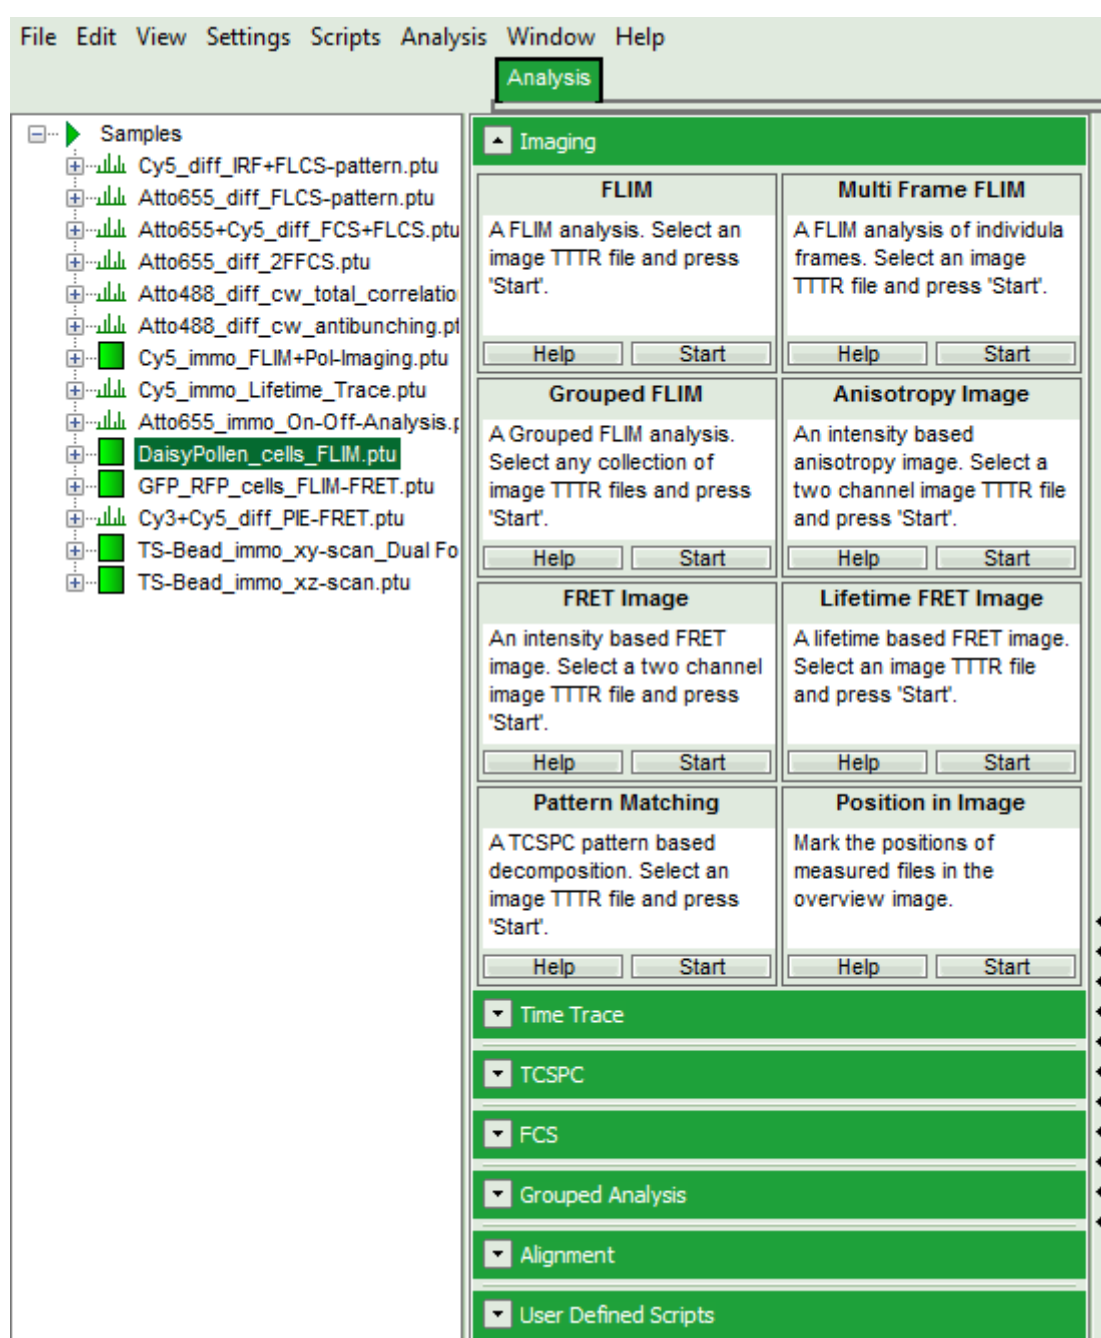 File Edit View Settings Scripts Analysis Window Help
Analysis
Samples
Cy5_diff_IRF+FLCS-pattern.ptu
Atto655_diff_FLCS-pattern.ptu
Atto655+Cy5_diff_FCS+FLCS.ptu
Atto655_diff_2FFCS.ptu
Atto488_diff_cw_total_correlatio
Atto488_diff_cw_antibunching.pt
Cy5_immo_FLIM+Pol-Imaging.ptu
Cy5_immo_Lifetime_Trace.ptu
Atto655_immo_On-Off-Analysis.p
DaisyPollen_cells_FLIM.ptu
GFP_RFP_cells_FLIM-FRET.ptu
Cy3+Cy5_diff_PIE-FRET.ptu
TS-Bead_immo_xy-scan_Dual Fo
TS-Bead_immo_xz-scan.ptu
Imaging
FLIM
A FLIM analysis. Select an
image TTTR file and press
'Start'.
Help Start
Multi Frame FLIM
A FLIM analysis of individula
frames. Select an image
TTTR file and press 'Start'.
Help Start
Grouped FLIM
A Grouped FLIM analysis.
Select any collection of
image TTTR files and press
'Start'.
Help Start
Anisotropy Image
An intensity based
anisotropy image. Select a
two channel image TTTR file
and press 'Start'.
Help Start
FRET Image
An intensity based FRET
image. Select a two channel
image TTTR file and press
'Start'.
Help Start
Lifetime FRET Image
A lifetime based FRET image.
Select an image TTTR file
and press 'Start'.
Help Start
Pattern Matching
A TCSPC pattern based
decomposition. Select an
image TTTR file and press
'Start'.
Help Start
Position in Image
Mark the positions of
measured files in the
overview image.
Help Start
Time Trace
TCSPC
FCS
Grouped Analysis
Alignment
User Defined Scripts